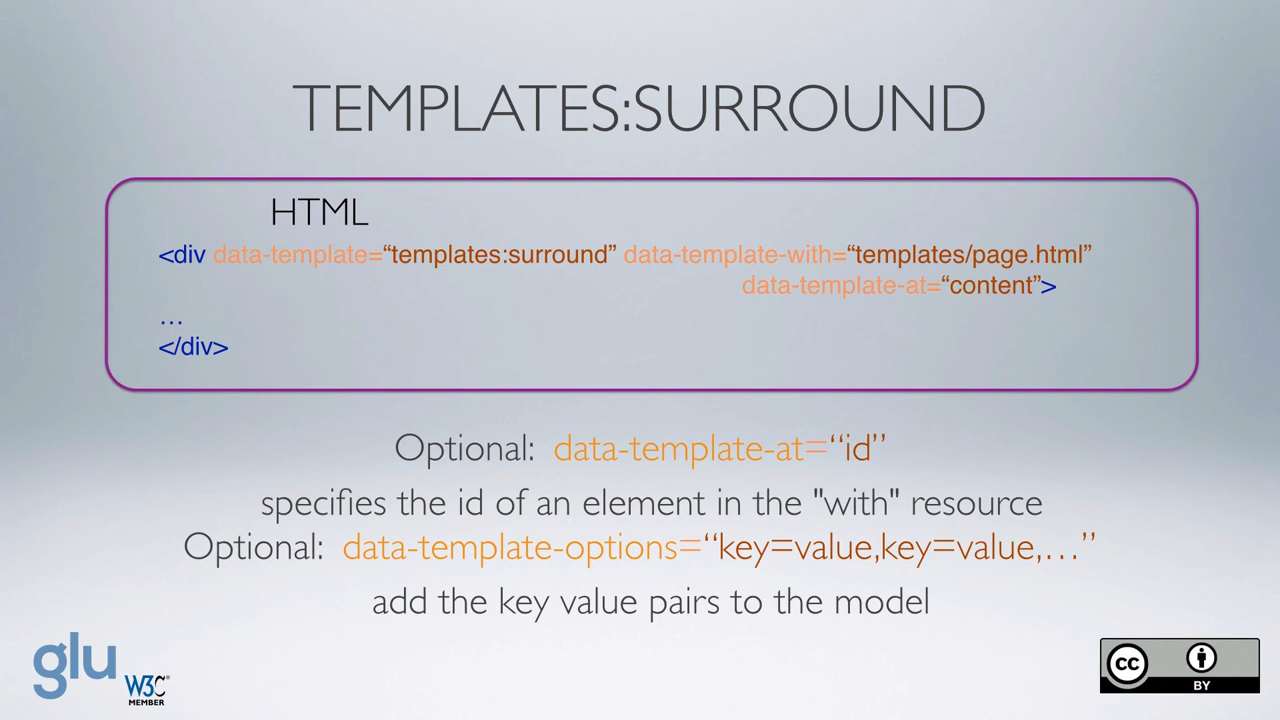 TEMPLATES:SURROUND
HTML
<div data-template=“templates:surround” data-template-with=“templates/page.html”
data-template-at=“content”>
…
</div>
Optional: data-template-at=“id”
specifies the id of an element in the "with" resource
Optional: data-template-options=“key=value,key=value,…”
add the key value pairs to the model
glu
W3C®
MEMBER
cc
BY